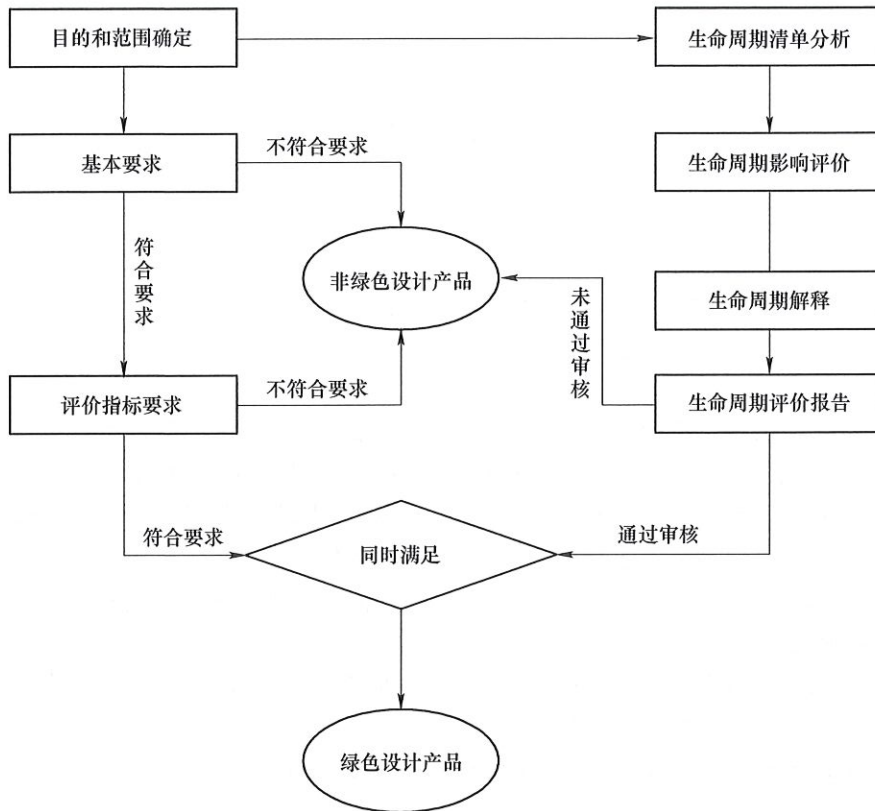 目的和范围确定
生命周期清单分析
基本要求
不符合要求
生命周期影响评价
符合要求
非绿色设计产品
未通过审核
生命周期解释
评价指标要求
不符合要求
生命周期评价报告
符合要求
同时满足
通过审核
绿色设计产品